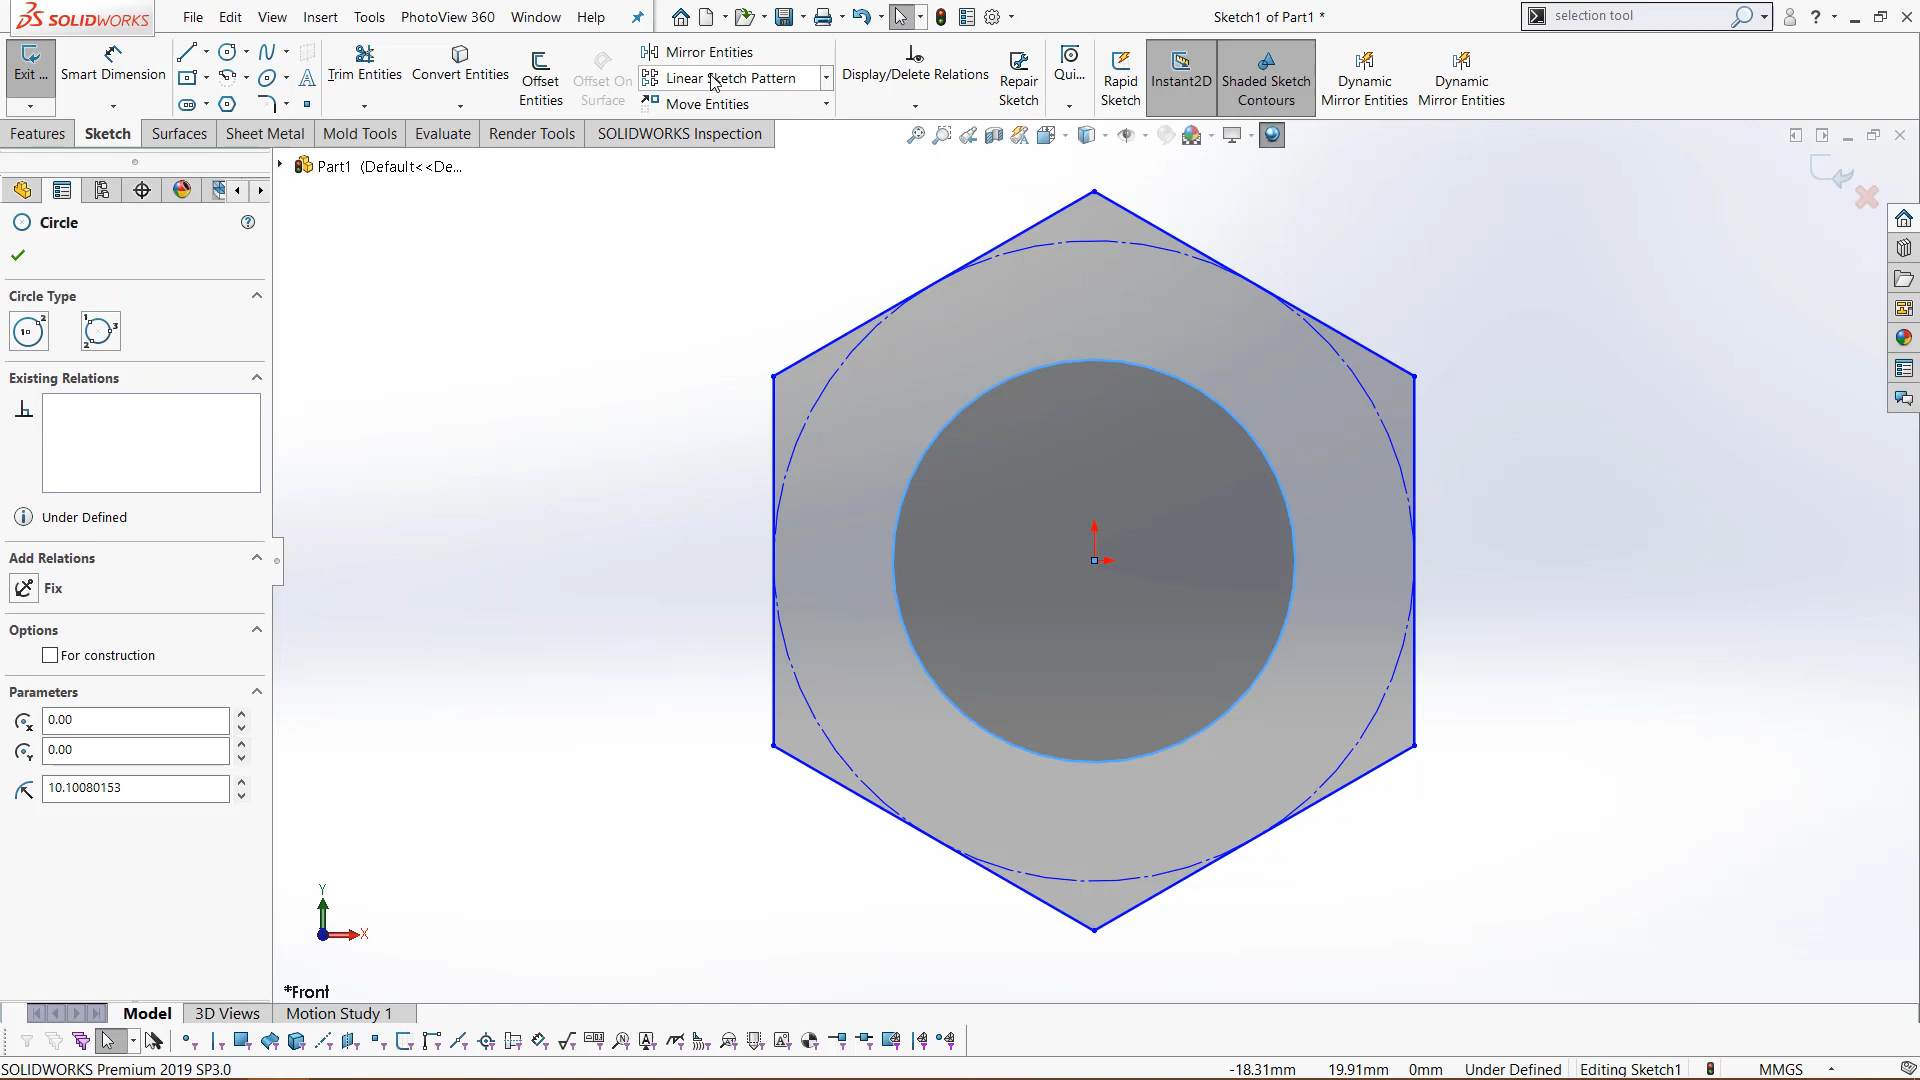 SOLIDWORKS File Edit View Insert Tools PhotoView 360 Window Help Sketch1 of Part1 * selection tool
Exit ... Smart Dimension Trim Entities Convert Entities Offset Entities Offset On Surface Mirror Entities Linear Sketch Pattern Move Entities Display/Delete Relations Repair Sketch Qui... Rapid Sketch Instant2D Shaded Sketch Contours Dynamic Mirror Entities Dynamic Mirror Entities
Features Sketch Surfaces Sheet Metal Mold Tools Evaluate Render Tools SOLIDWORKS Inspection
Part1 (Default<<De...
Circle
Circle Type
Existing Relations
Under Defined
Add Relations
Fix
Options
For construction
Parameters
0.00
0.00
10.10080153
Y
X
*Front
Model 3D Views Motion Study 1
SOLIDWORKS Premium 2019 SP3.0 -18.31mm 19.91mm 0mm Under Defined Editing Sketch1 MMGS